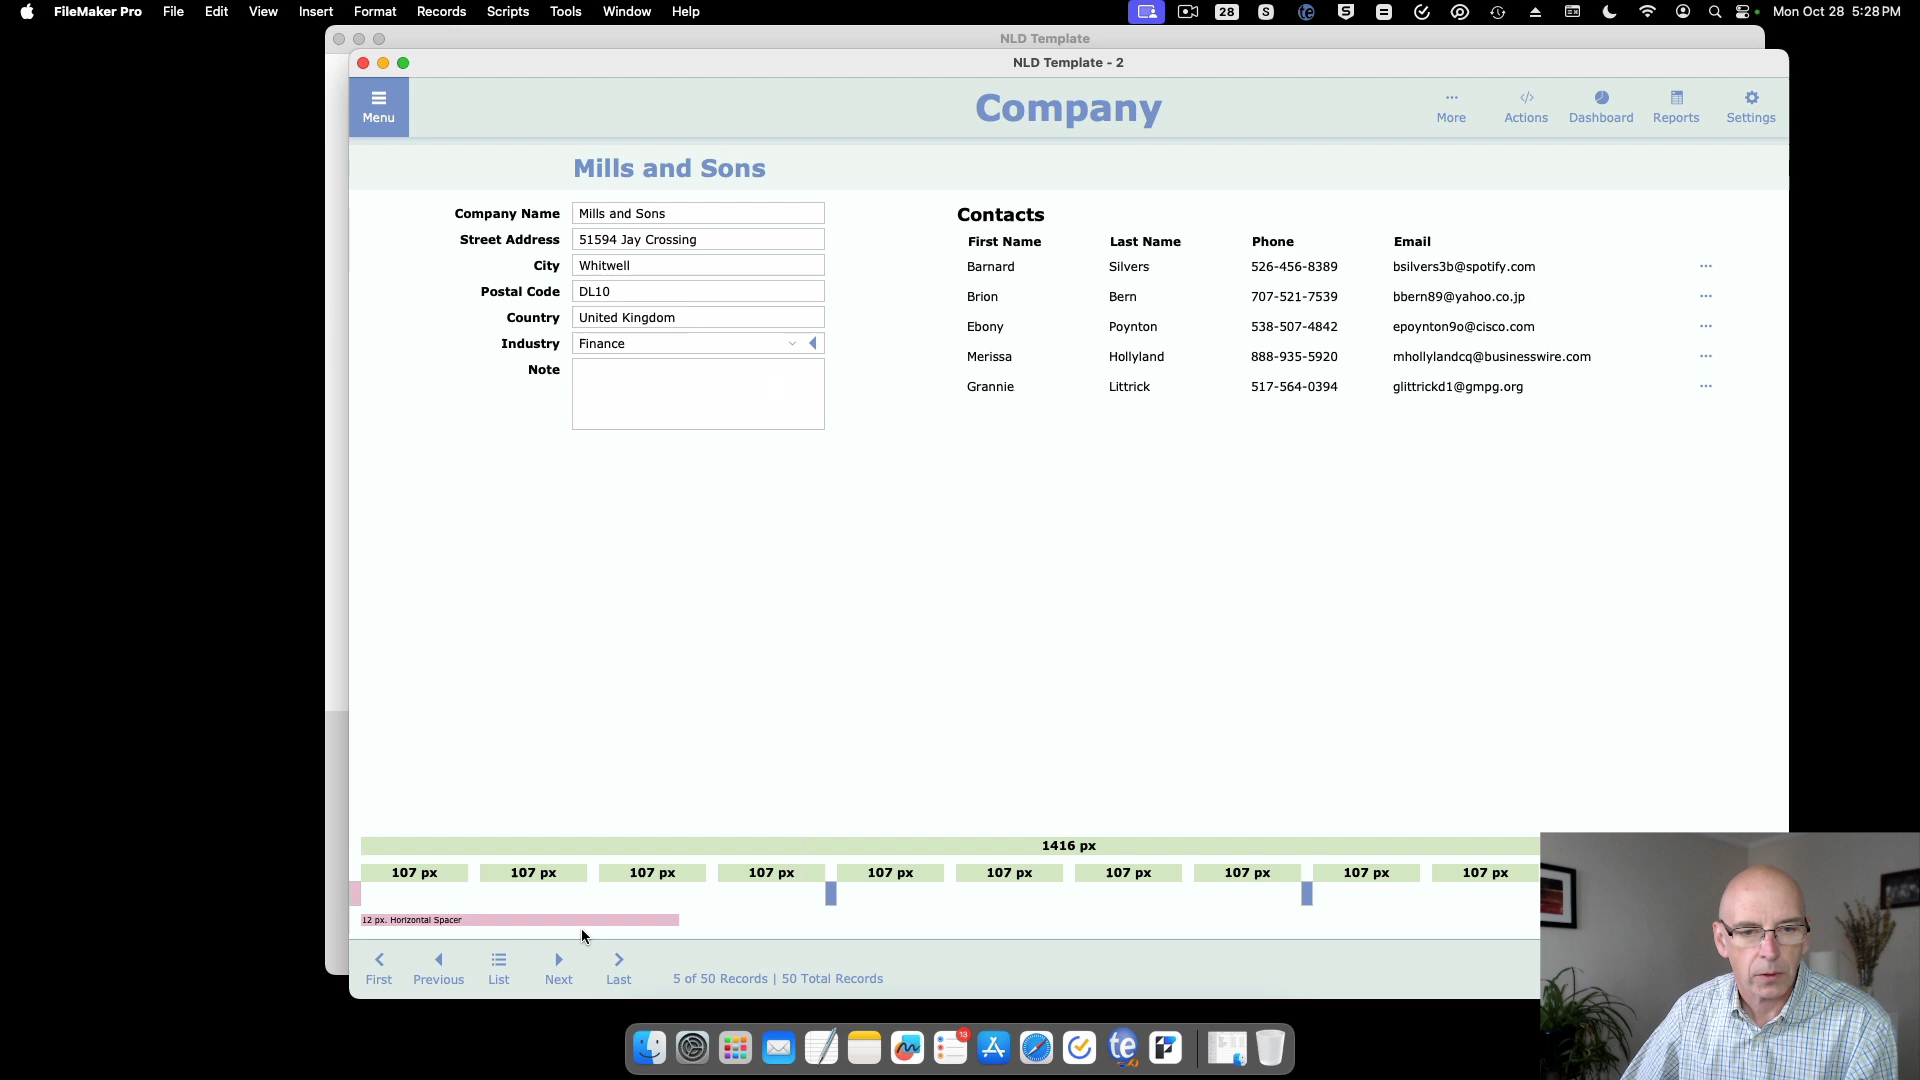 FileMaker Pro File Edit View Insert Format Records Scripts Tools Window Help 28 S te 5 Mon Oct 28 5:28 PM
NLD Template
NLD Template - 2
Menu
Company
More Actions Dashboard Reports Settings
Mills and Sons
Company Name Mills and Sons
Street Address 51594 Jay Crossing
City Whitwell
Postal Code DL10
Country United Kingdom
Industry Finance
Note
Contacts
First Name Last Name Phone Email
Barnard Silvers 526-456-8389 bsilvers3b@spotify.com
Brion Bern 707-521-7539 bbern89@yahoo.co.jp
Ebony Poynton 538-507-4842 epoynton9o@cisco.com
Merissa Hollyland 888-935-5920 mhollylandcq@businesswire.com
Grannie Littrick 517-564-0394 glittrickd1@gmpg.org
1416 px
107 px 107 px 107 px 107 px 107 px 107 px 107 px 107 px 107 px 107 px
12 px. Horizontal Spacer
First Previous List Next Last 5 of 50 Records | 50 Total Records
13
te